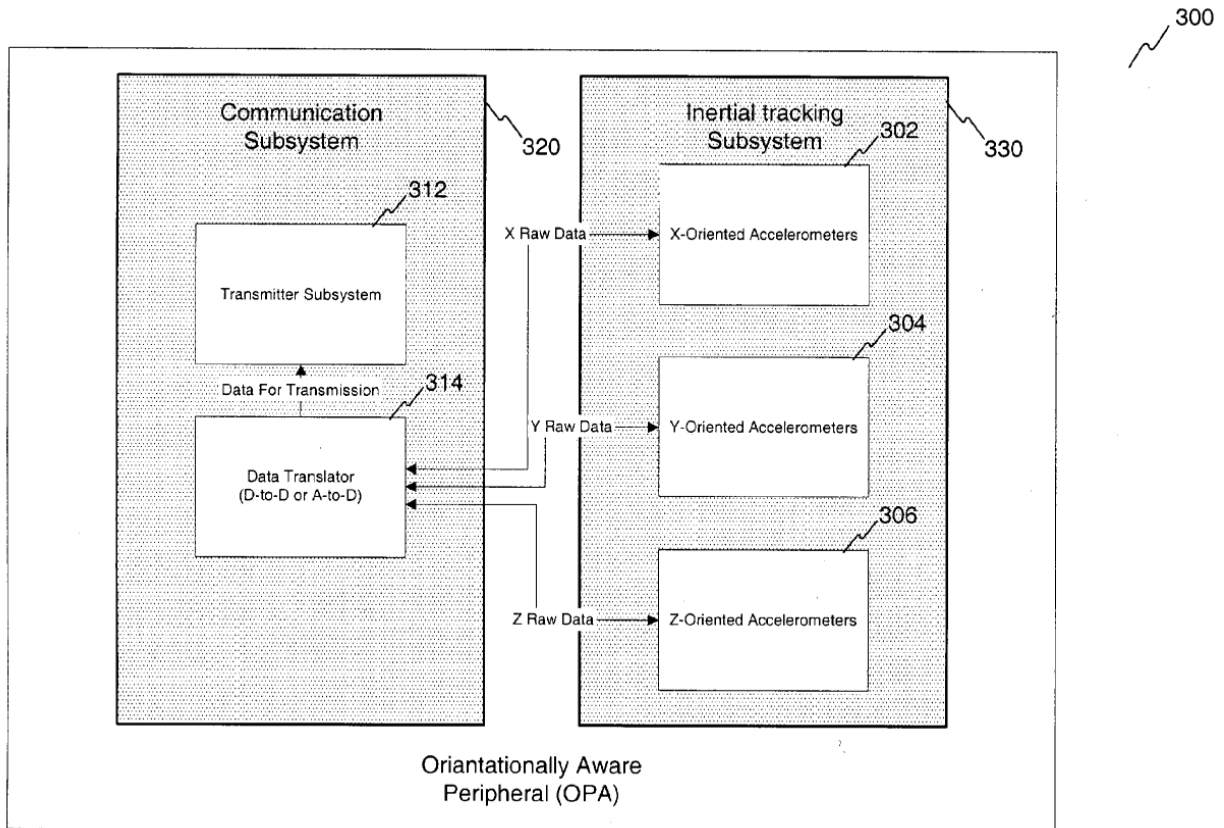 300
Communication
Subsystem
320
Inertial tracking
Subsystem
302
330
312
Transmitter Subsystem
X Raw Data
X-Oriented Accelerometers
304
Data For Transmission
314
Y Raw Data
Y-Oriented Accelerometers
Data Translator
(D-to-D or A-to-D)
306
Z Raw Data
Z-Oriented Accelerometers
Oriantationally Aware
Peripheral (OPA)